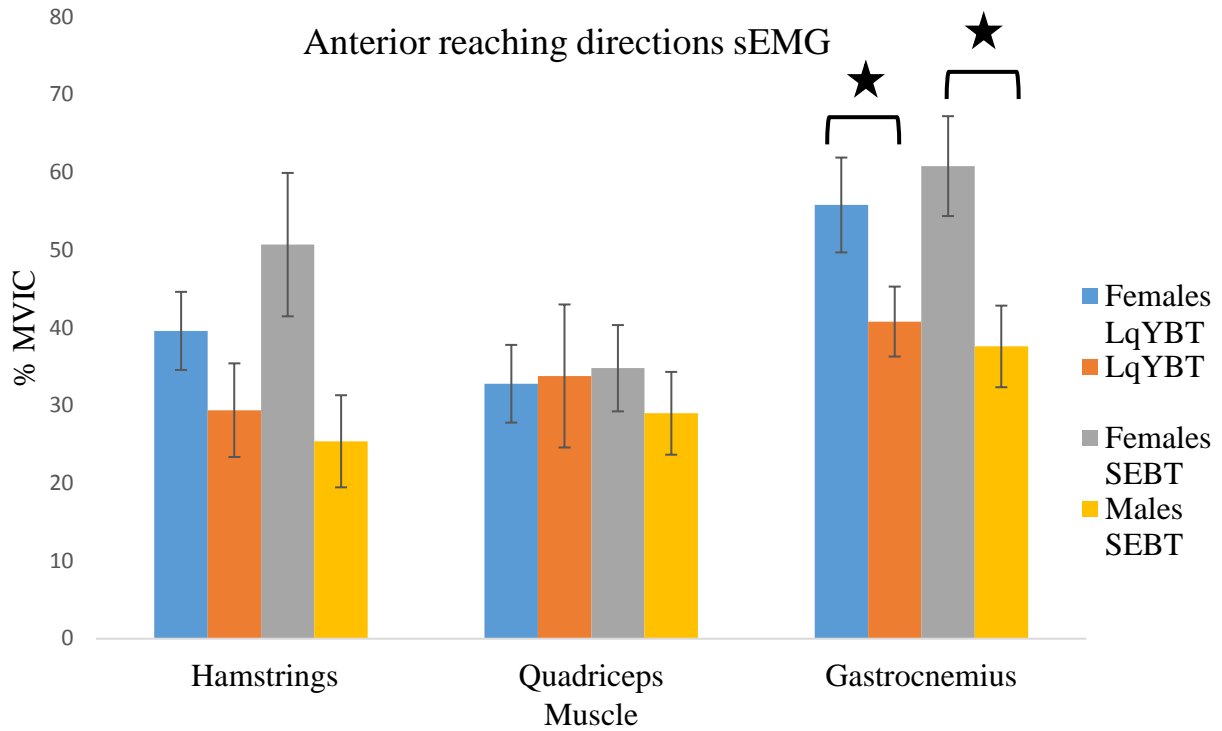 Anterior reaching directions sEMG
80
70
60
50
40
30
20
10
0
% MVIC
Hamstrings
Quadriceps
Gastrocnemius
Muscle
Females
LqYBT
LqYBT
Females
SEBT
Males
SEBT